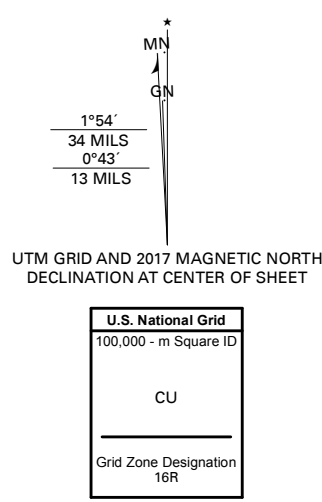 MN
GN
1°54´
34 MILS
0°43´
13 MILS
UTM GRID AND 2017 MAGNETIC NORTH
DECLINATION AT CENTER OF SHEET
U.S. National Grid
100,000 - m Square ID
CU
Grid Zone Designation
16R